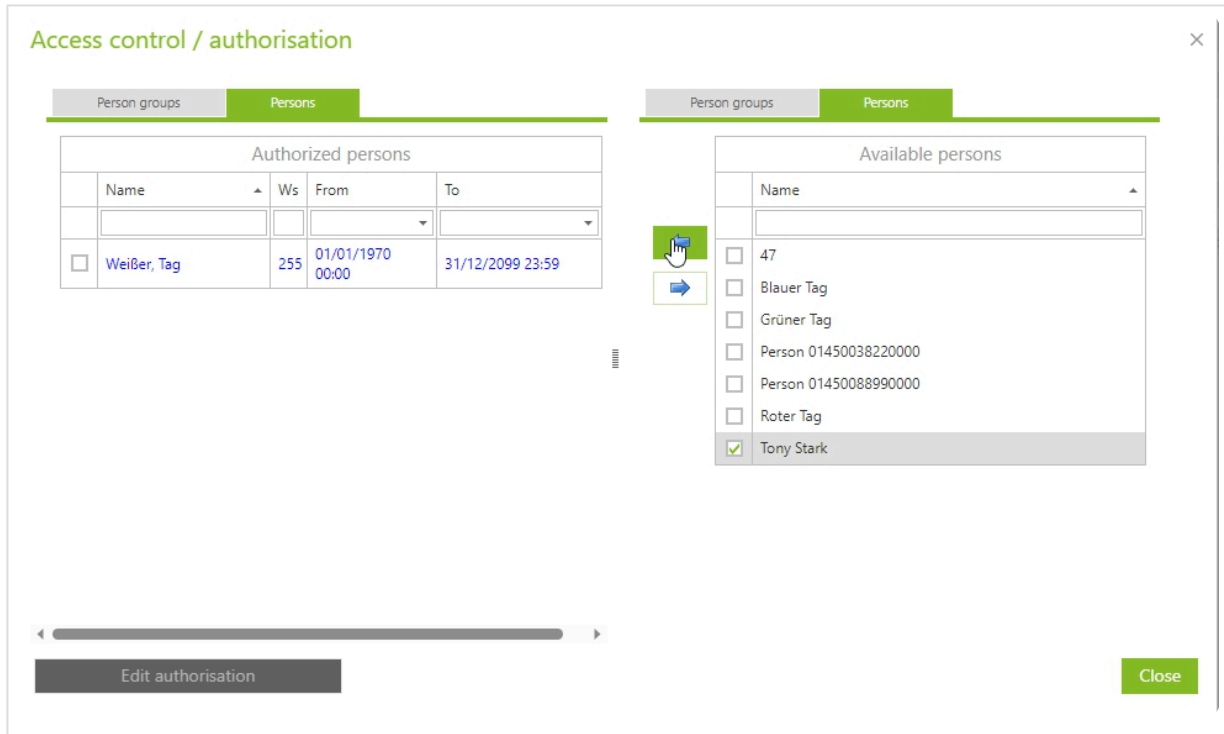 Access control / authorisation
Person groups Persons
Person groups Persons
Authorized persons
Name Ws From To
Weißer, Tag 255 01/01/1970 00:00 31/12/2099 23:59
Available persons
Name
47
Blauer Tag
Grüner Tag
Person 01450038220000
Person 01450088990000
Roter Tag
Tony Stark
Edit authorisation
Close